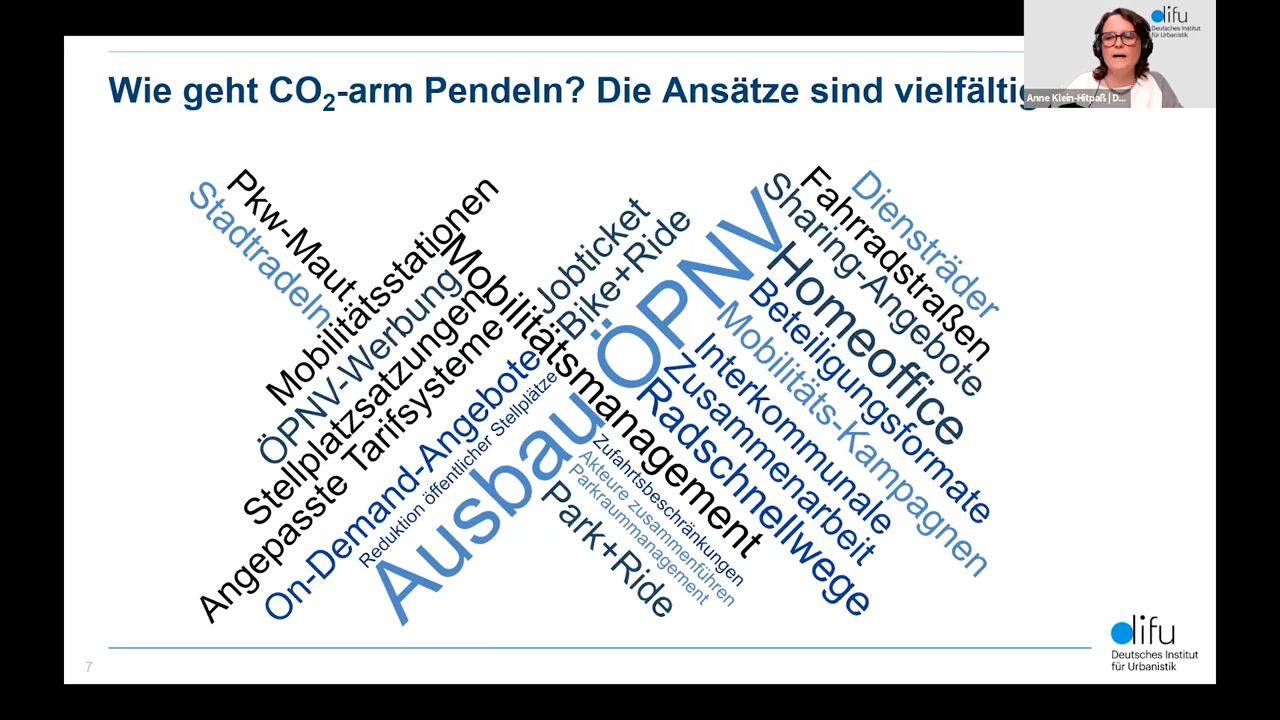 Wie geht CO2-arm Pendeln? Die Ansätze sind vielfältig
difu
Deutsches Institut
für Urbanistik
Anne Klein-Hitpaß | D...
Pkw-Maut
Stadtradeln
Mobilitätsstationen
ÖPNV-Werbung
Stellplatzsatzungen
Angepasste Tarifsysteme
On-Demand-Angebote
Reduktion öffentlicher Stellplätze
Ausbau ÖPNV
Mobilitätsmanagement
Jobticket
Bike+Ride
Diensträder
Fahrradstraßen
Sharing-Angebote
Homeoffice
Beteiligungsformate
Mobilitäts-Kampagnen
Interkommunale
Zusammenarbeit
Radschnellwege
Zufahrtsbeschränkungen
Akteure zusammenführen
Parkraummanagement
Park+Ride
7
difu
Deutsches Institut
für Urbanistik